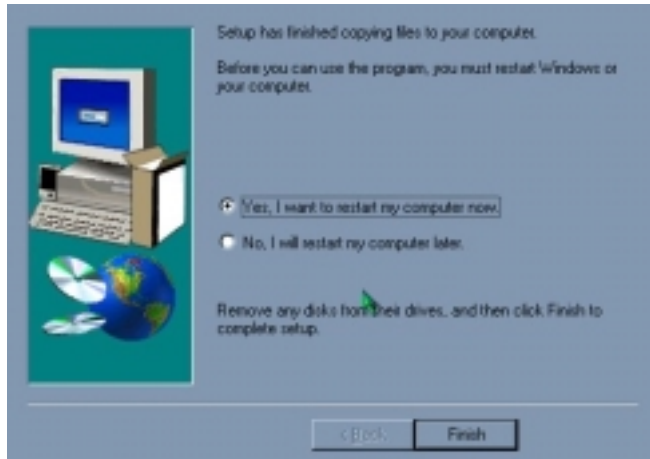 Setup has finished copying files to your computer.
Before you can use the program, you must restart Windows or
your computer.
Yes, I want to restart my computer now.
No, I will restart my computer later.
Remove any disks from their drives, and then click Finish to
complete setup.
< Back
Finish